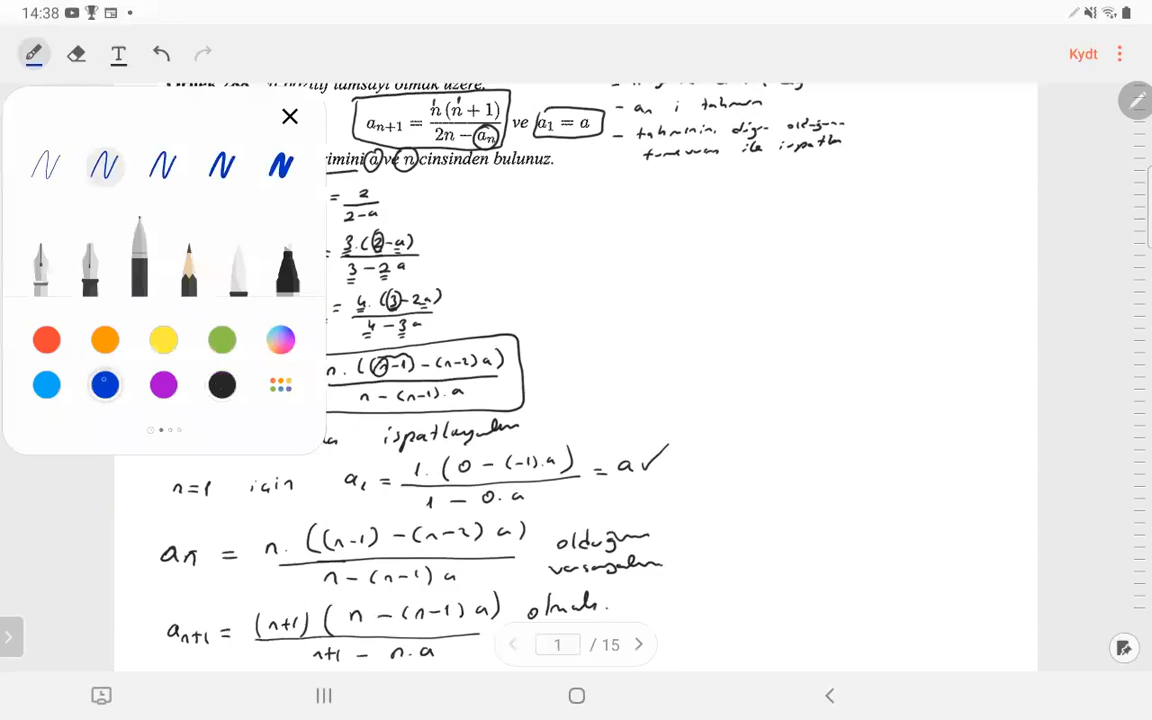 14:38
Kydt
n pozitif tamsayı olmak üzere,
a_{n+1} = n(n+1) / (2n − a_n) ve a_1 = a
rimini a ve n cinsinden bulunuz.
- a_n i tahmin
- tahminin diğer olduğunu
tümevarım ile ispatla
= 2 / (2−a)
= 3.(2−a) / (3−2a)
= 4.(3−2a) / (4−3a)
n.((n−1)−(n−2)a) / (n−(n−1).a)
ispatlayalım
n=1 için a_1 = 1.(0−(−1).a) / (1−0.a) = a ✓
a_n = n.((n−1)−(n−2)a) / (n−(n−1)a) olduğunu
varsayalım
a_{n+1} = (n+1)(n−(n−1)a) / (n+1−n.a) olmalı.
1 / 15